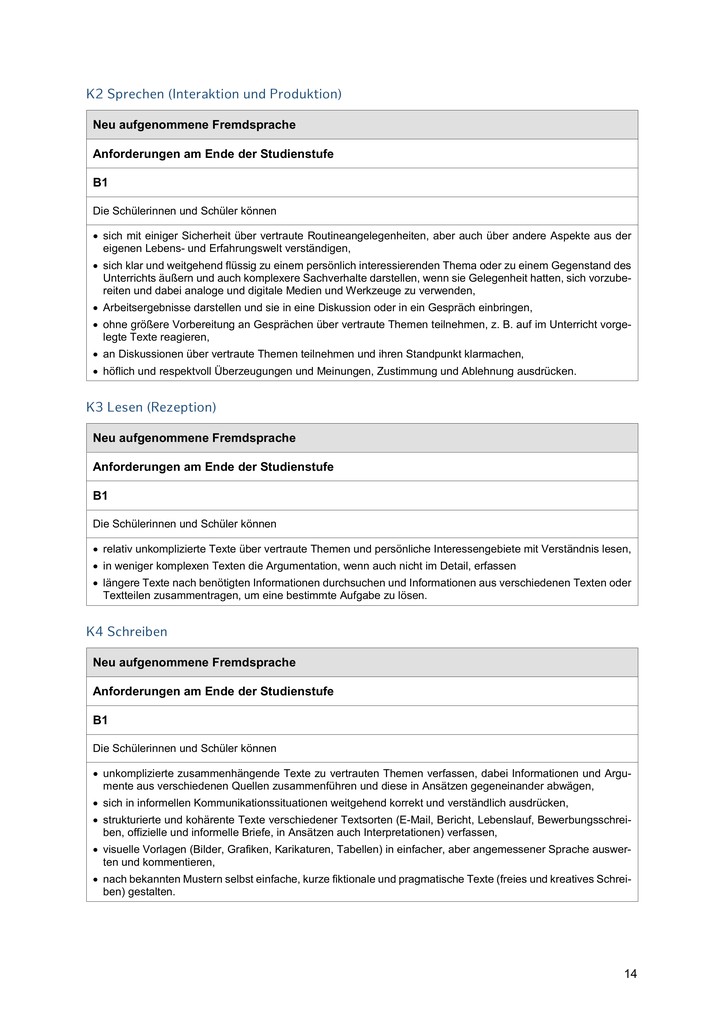 K2 Sprechen (Interaktion und Produktion)
Neu aufgenommene Fremdsprache
Anforderungen am Ende der Studienstufe
B1
Die Schülerinnen und Schüler können
• sich mit einiger Sicherheit über vertraute Routineangelegenheiten, aber auch über andere Aspekte aus der
eigenen Lebens- und Erfahrungswelt verständigen,
• sich klar und weitgehend flüssig zu einem persönlich interessierenden Thema oder zu einem Gegenstand des
Unterrichts äußern und auch komplexere Sachverhalte darstellen, wenn sie Gelegenheit hatten, sich vorzube-
reiten und dabei analoge und digitale Medien und Werkzeuge zu verwenden,
• Arbeitsergebnisse darstellen und sie in eine Diskussion oder in ein Gespräch einbringen,
• ohne größere Vorbereitung an Gesprächen über vertraute Themen teilnehmen, z. B. auf im Unterricht vorge-
legte Texte reagieren,
• an Diskussionen über vertraute Themen teilnehmen und ihren Standpunkt klarmachen,
• höflich und respektvoll Überzeugungen und Meinungen, Zustimmung und Ablehnung ausdrücken.
K3 Lesen (Rezeption)
Neu aufgenommene Fremdsprache
Anforderungen am Ende der Studienstufe
B1
Die Schülerinnen und Schüler können
• relativ unkomplizierte Texte über vertraute Themen und persönliche Interessengebiete mit Verständnis lesen,
• in weniger komplexen Texten die Argumentation, wenn auch nicht im Detail, erfassen
• längere Texte nach benötigten Informationen durchsuchen und Informationen aus verschiedenen Texten oder
Textteilen zusammentragen, um eine bestimmte Aufgabe zu lösen.
K4 Schreiben
Neu aufgenommene Fremdsprache
Anforderungen am Ende der Studienstufe
B1
Die Schülerinnen und Schüler können
• unkomplizierte zusammenhängende Texte zu vertrauten Themen verfassen, dabei Informationen und Argu-
mente aus verschiedenen Quellen zusammenführen und diese in Ansätzen gegeneinander abwägen,
• sich in informellen Kommunikationssituationen weitgehend korrekt und verständlich ausdrücken,
• strukturierte und kohärente Texte verschiedener Textsorten (E-Mail, Bericht, Lebenslauf, Bewerbungsschrei-
ben, offizielle und informelle Briefe, in Ansätzen auch Interpretationen) verfassen,
• visuelle Vorlagen (Bilder, Grafiken, Karikaturen, Tabellen) in einfacher, aber angemessener Sprache auswer-
ten und kommentieren,
• nach bekannten Mustern selbst einfache, kurze fiktionale und pragmatische Texte (freies und kreatives Schrei-
ben) gestalten.
14